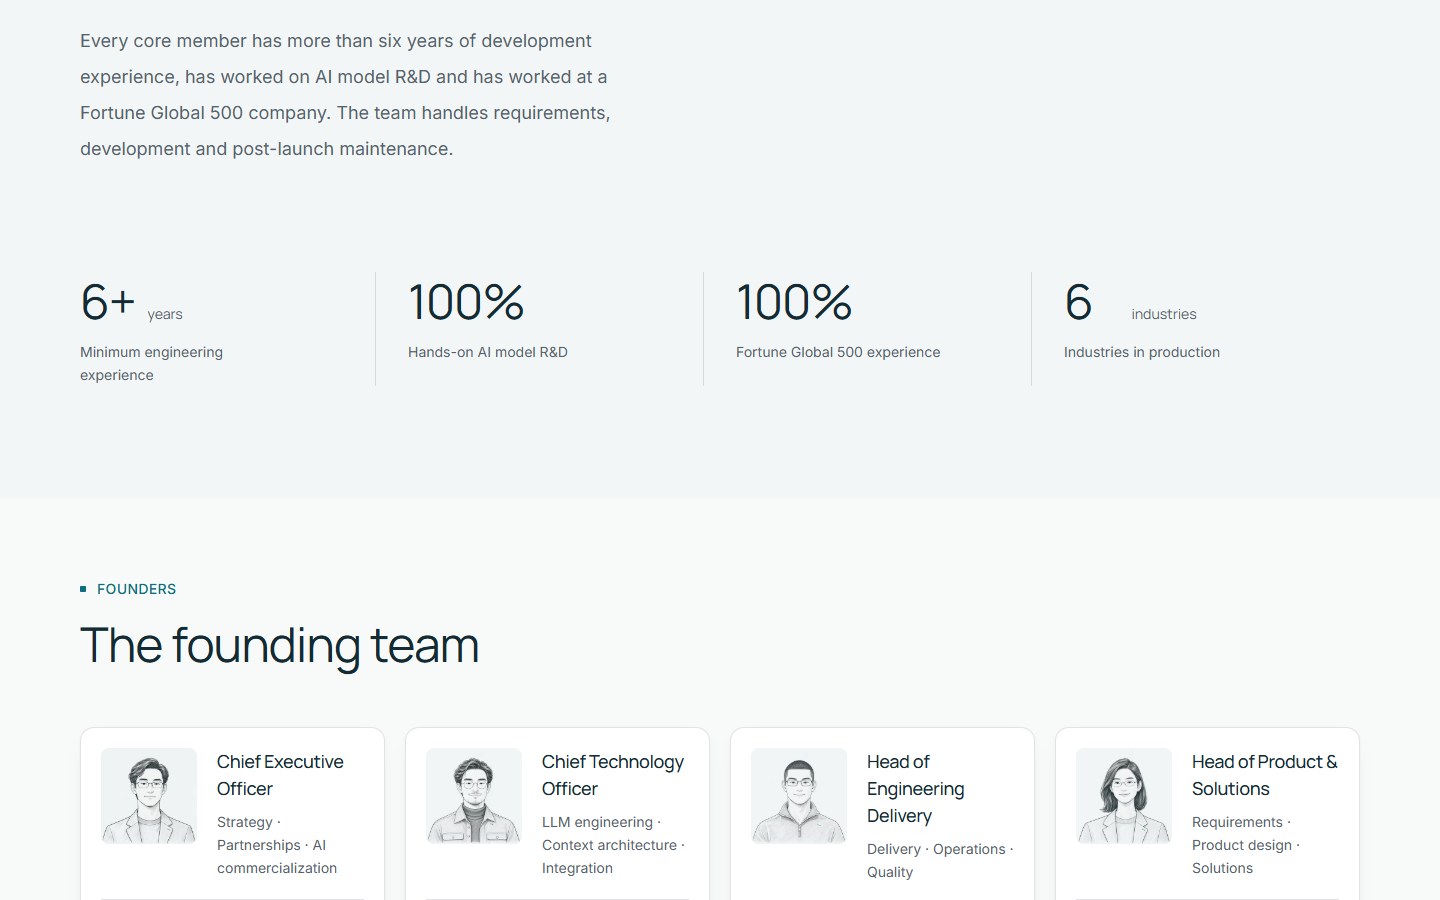 Every core member has more than six years of development
experience, has worked on AI model R&D and has worked at a
Fortune Global 500 company. The team handles requirements,
development and post-launch maintenance.
6+ years
Minimum engineering
experience
100%
Hands-on AI model R&D
100%
Fortune Global 500 experience
6 industries
Industries in production
FOUNDERS
The founding team
Chief Executive
Officer
Strategy ·
Partnerships · AI
commercialization
Chief Technology
Officer
LLM engineering ·
Context architecture ·
Integration
Head of
Engineering
Delivery
Delivery · Operations ·
Quality
Head of Product &
Solutions
Requirements ·
Product design ·
Solutions